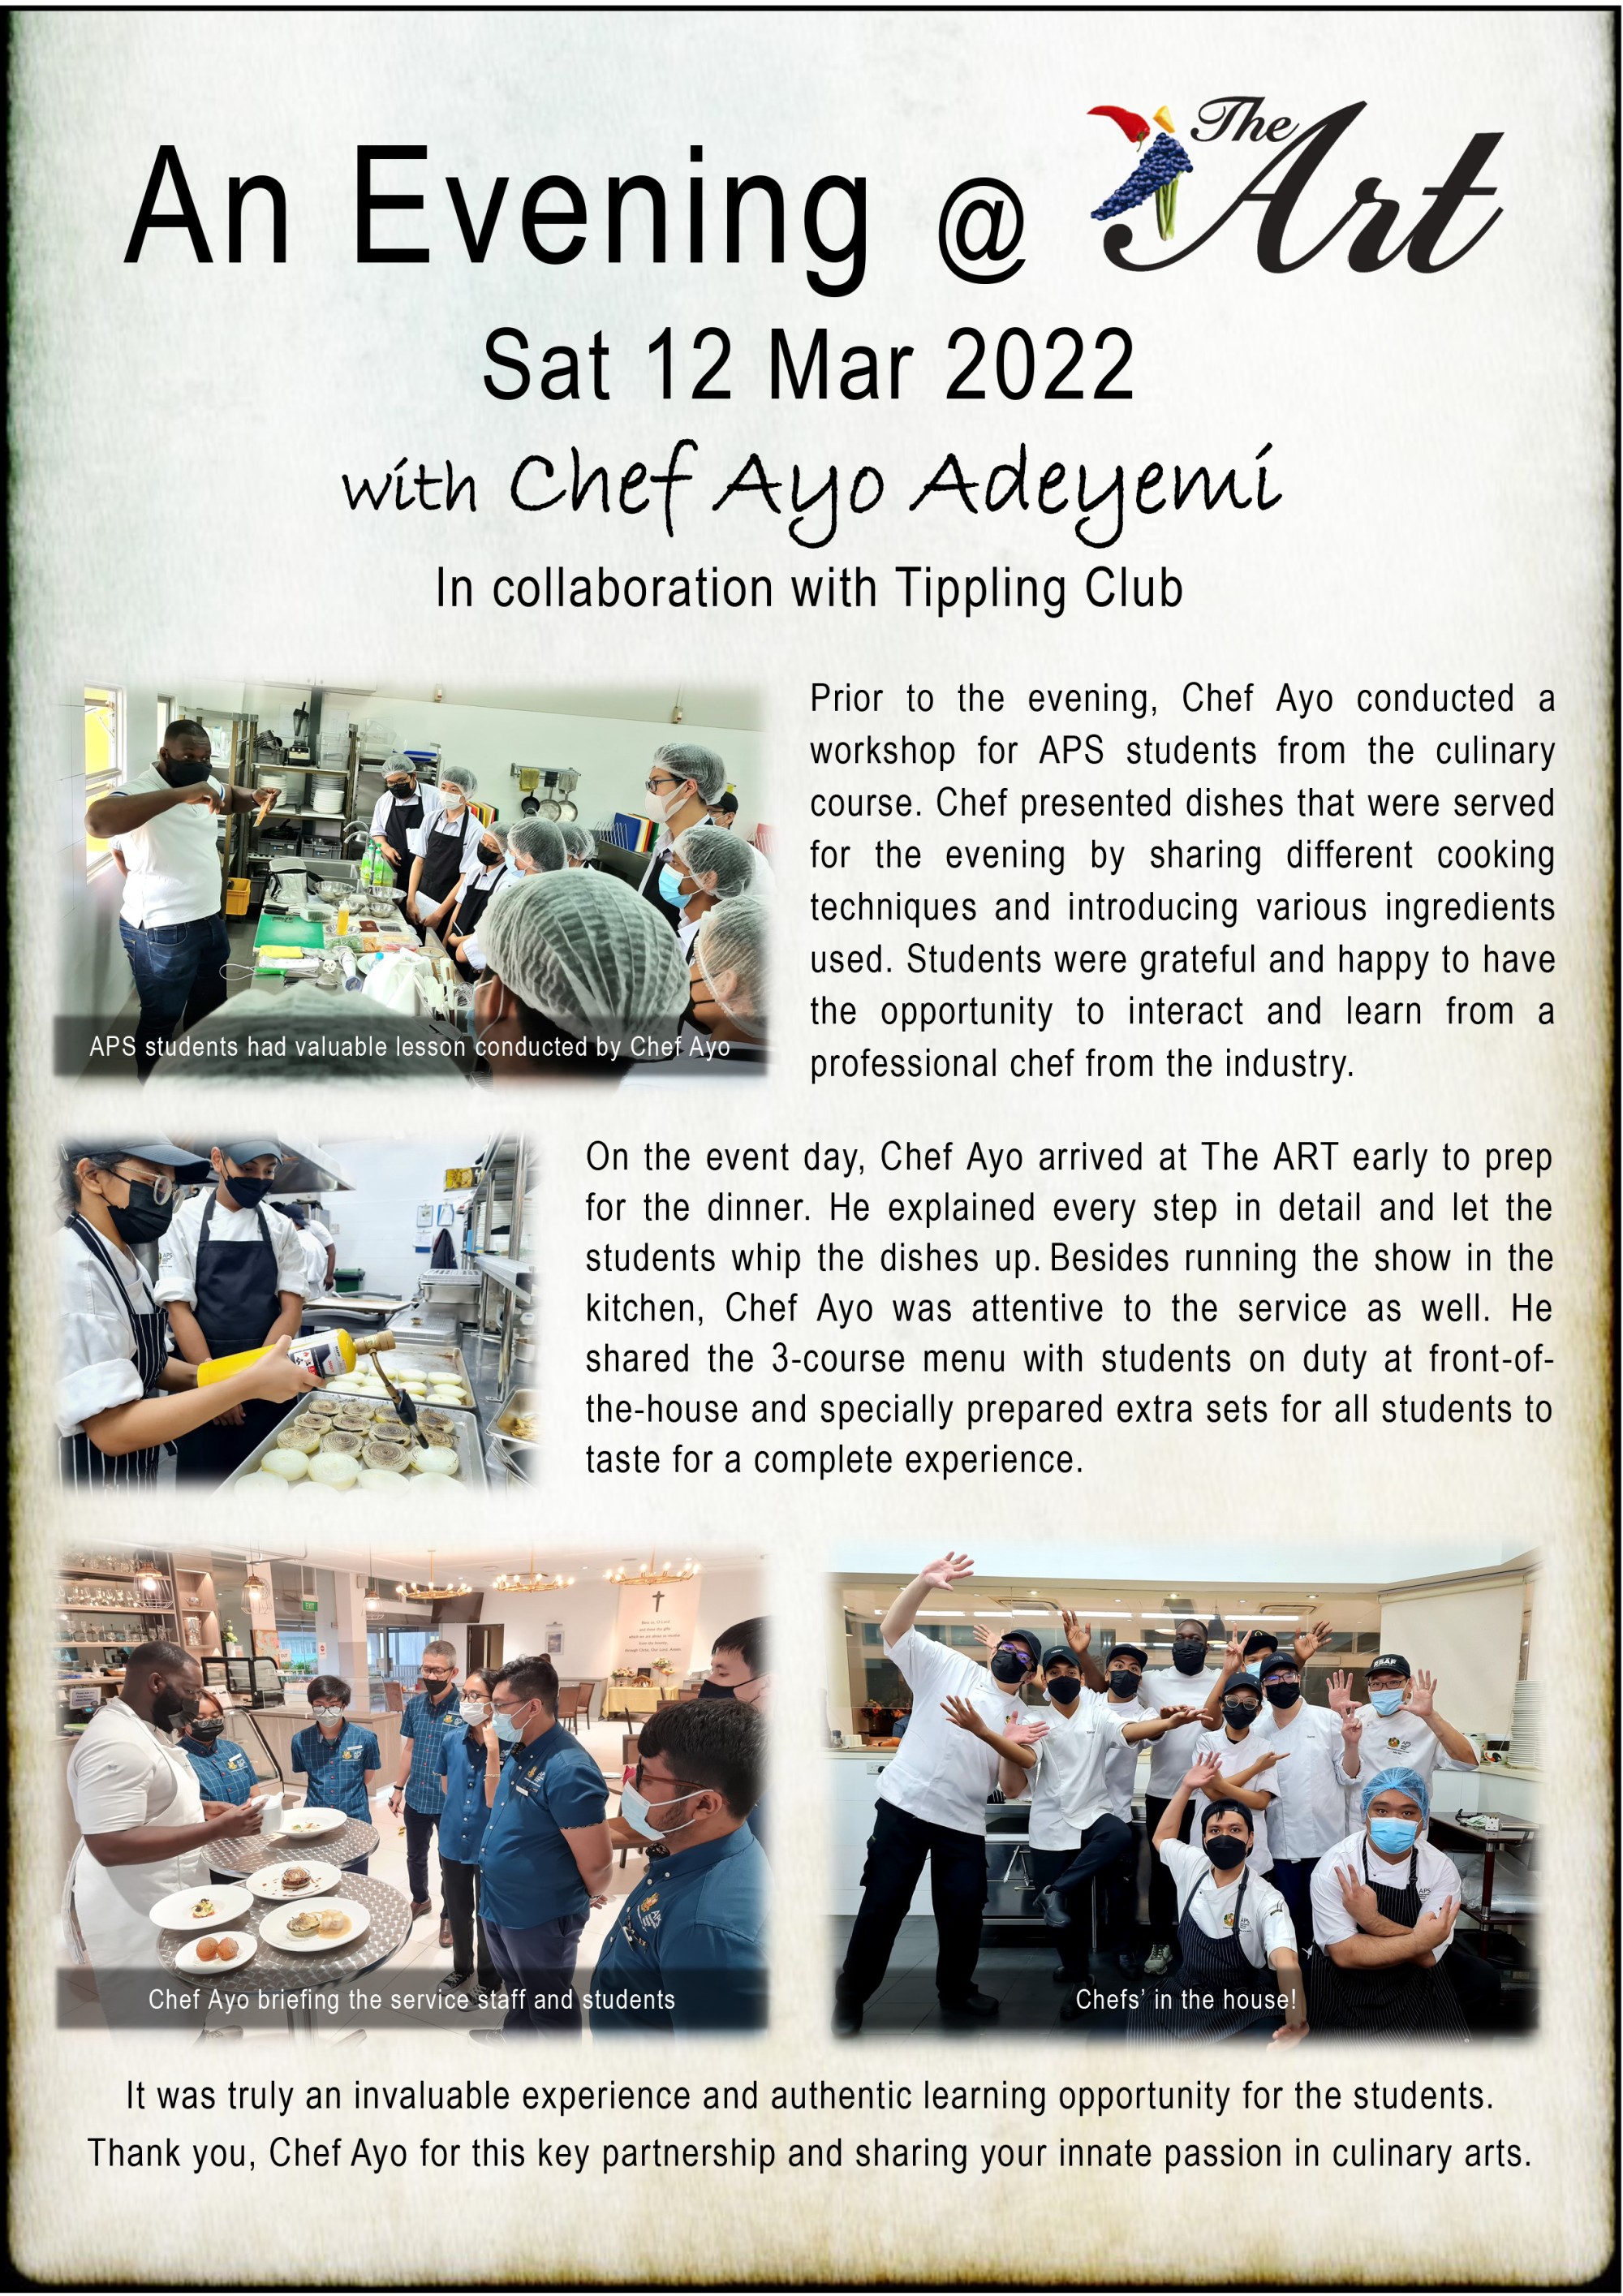 An Evening @ The Art
Sat 12 Mar 2022
with Chef Ayo Adeyemi
In collaboration with Tippling Club
Prior to the evening, Chef Ayo conducted a
workshop for APS students from the culinary
course. Chef presented dishes that were served
for the evening by sharing different cooking
techniques and introducing various ingredients
used. Students were grateful and happy to have
the opportunity to interact and learn from a
professional chef from the industry.
APS students had valuable lesson conducted by Chef Ayo
On the event day, Chef Ayo arrived at The ART early to prep
for the dinner. He explained every step in detail and let the
students whip the dishes up. Besides running the show in the
kitchen, Chef Ayo was attentive to the service as well. He
shared the 3-course menu with students on duty at front-of-
the-house and specially prepared extra sets for all students to
taste for a complete experience.
Chef Ayo briefing the service staff and students
Chefs' in the house!
It was truly an invaluable experience and authentic learning opportunity for the students.
Thank you, Chef Ayo for this key partnership and sharing your innate passion in culinary arts.